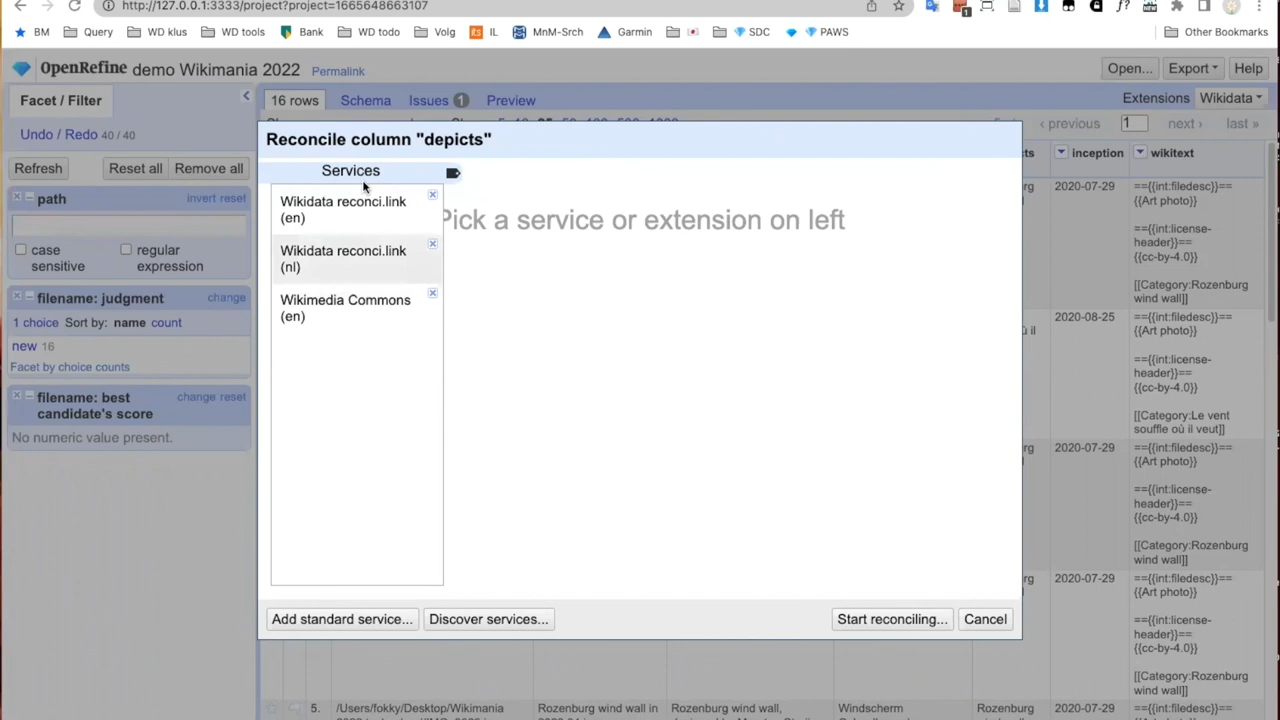 http://127.0.0.1:3333/project?project=1665648663107
BM Query WD klus WD tools Bank WD todo Volg IL MnM-Srch Garmin SDC PAWS Other Bookmarks
OpenRefine demo Wikimania 2022 Permalink Open... Export Help
Facet / Filter 16 rows Schema Issues 1 Preview Extensions Wikidata
Undo / Redo 40 / 40
‹ previous 1 next › last »
Refresh Reset all Remove all
path invert reset
case sensitive
regular expression
filename: judgment change
1 choice Sort by: name count
new 16
Facet by choice counts
filename: best candidate's score change reset
No numeric value present.
Reconcile column "depicts"
Services
Wikidata reconci.link
(en)
Wikidata reconci.link
(nl)
Wikimedia Commons
(en)
Pick a service or extension on left
Add standard service... Discover services... Start reconciling... Cancel
inception wikitext
2020-07-29 =={{int:filedesc}}==
{{Art photo}}
=={{int:license-
header}}==
{{cc-by-4.0}}
[[Category:Rozenburg
wind wall]]
2020-08-25 =={{int:filedesc}}==
{{Art photo}}
=={{int:license-
header}}==
{{cc-by-4.0}}
[[Category:Le vent
souffle où il veut]]
2020-07-29 =={{int:filedesc}}==
{{Art photo}}
=={{int:license-
header}}==
{{cc-by-4.0}}
[[Category:Rozenburg
wind wall]]
2020-07-29 =={{int:filedesc}}==
{{Art photo}}
=={{int:license-
header}}==
{{cc-by-4.0}}
[[Category:Rozenburg
wind wall]]
5. /Users/fokky/Desktop/Wikimania Rozenburg wind wall in Rozenburg wind wall, Windscherm Rozenburg 2020-07-29 =={{int:filedesc}}==